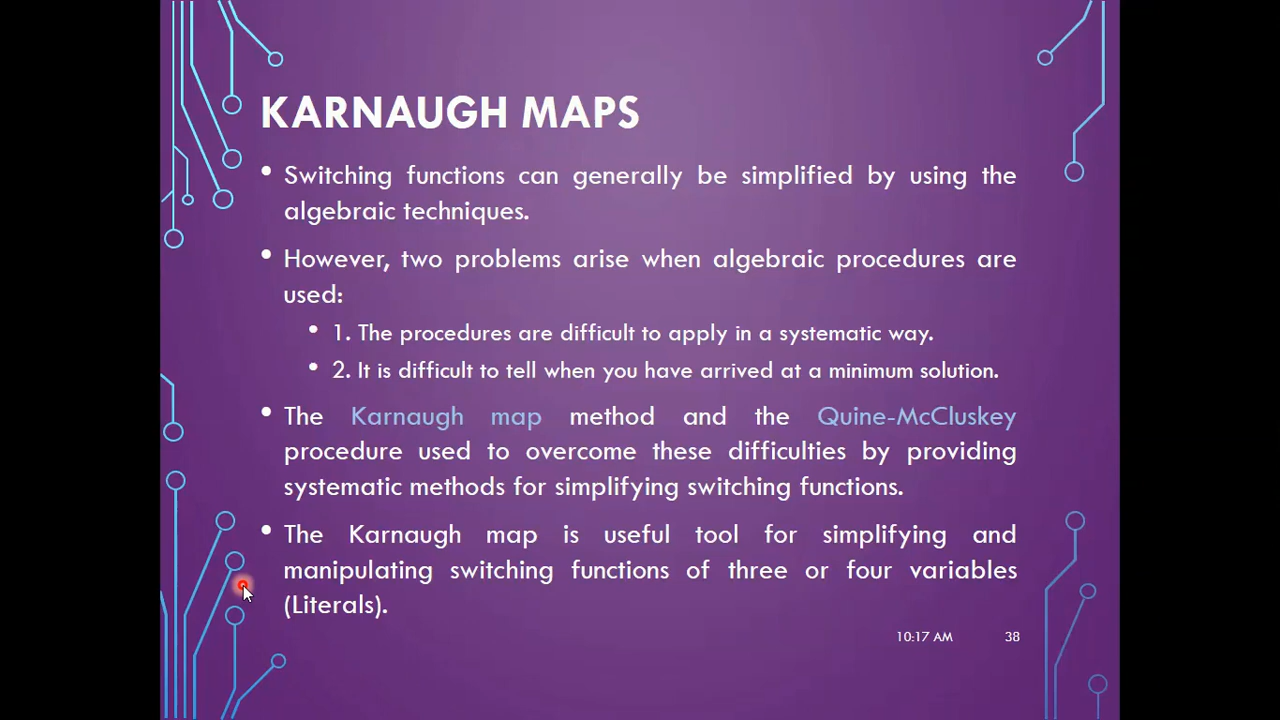 KARNAUGH MAPS
• Switching functions can generally be simplified by using the
algebraic techniques.
• However, two problems arise when algebraic procedures are
used:
• 1. The procedures are difficult to apply in a systematic way.
• 2. It is difficult to tell when you have arrived at a minimum solution.
• The Karnaugh map method and the Quine-McCluskey
procedure used to overcome these difficulties by providing
systematic methods for simplifying switching functions.
• The Karnaugh map is useful tool for simplifying and
manipulating switching functions of three or four variables
(Literals).
10:17 AM 38